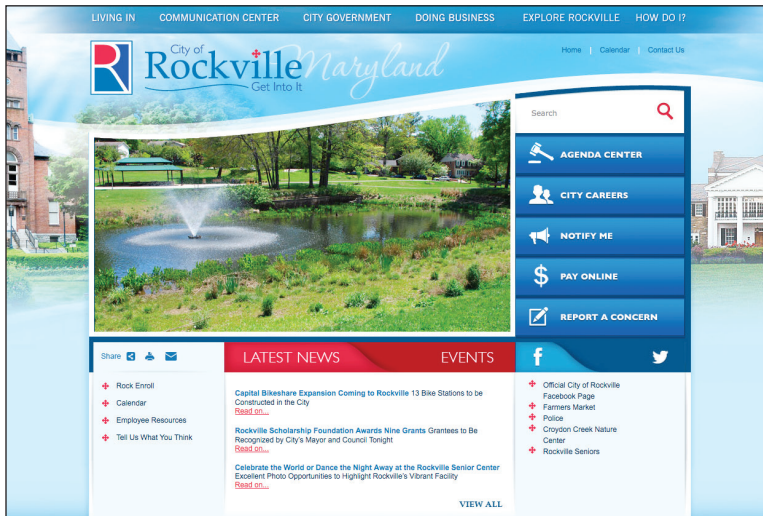 LIVING IN COMMUNICATION CENTER CITY GOVERNMENT DOING BUSINESS EXPLORE ROCKVILLE HOW DO I?
Home | Calendar | Contact Us
City of
Rockville Maryland
Get Into It
Search
AGENDA CENTER
CITY CAREERS
NOTIFY ME
PAY ONLINE
REPORT A CONCERN
Share
Rock Enroll
Calendar
Employee Resources
Tell Us What You Think
LATEST NEWS EVENTS
Capital Bikeshare Expansion Coming to Rockville 13 Bike Stations to be
Constructed in the City
Read on...
Rockville Scholarship Foundation Awards Nine Grants Grantees to Be
Recognized by City's Mayor and Council Tonight
Read on...
Celebrate the World or Dance the Night Away at the Rockville Senior Center
Excellent Photo Opportunities to Highlight Rockville's Vibrant Facility
Read on...
VIEW ALL
Official City of Rockville
Facebook Page
Farmers Market
Police
Croydon Creek Nature
Center
Rockville Seniors